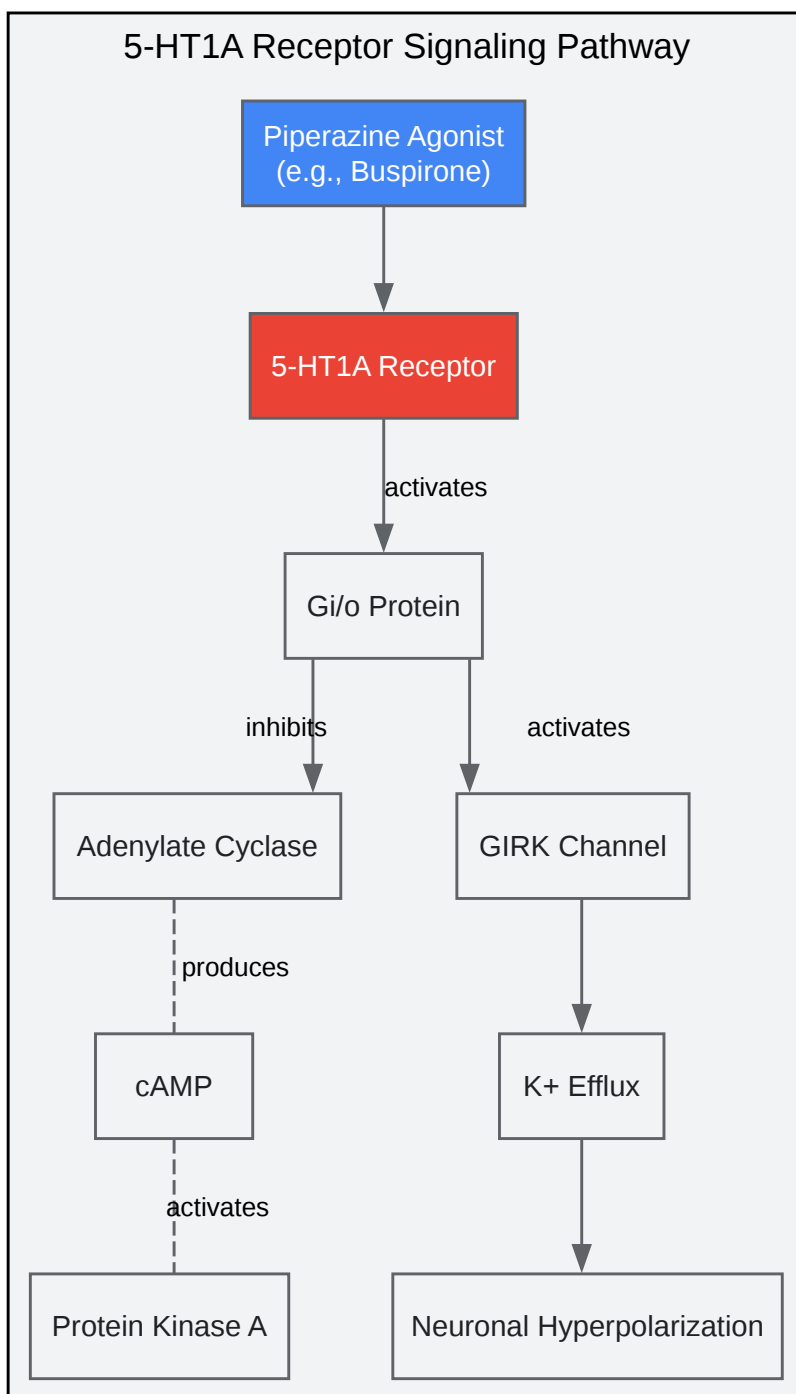 5-HT1A Receptor Signaling Pathway
Piperazine Agonist
(e.g., Buspirone)
5-HT1A Receptor
activates
Gi/o Protein
inhibits
activates
Adenylate Cyclase
GIRK Channel
produces
cAMP
K+ Efflux
activates
Protein Kinase A
Neuronal Hyperpolarization